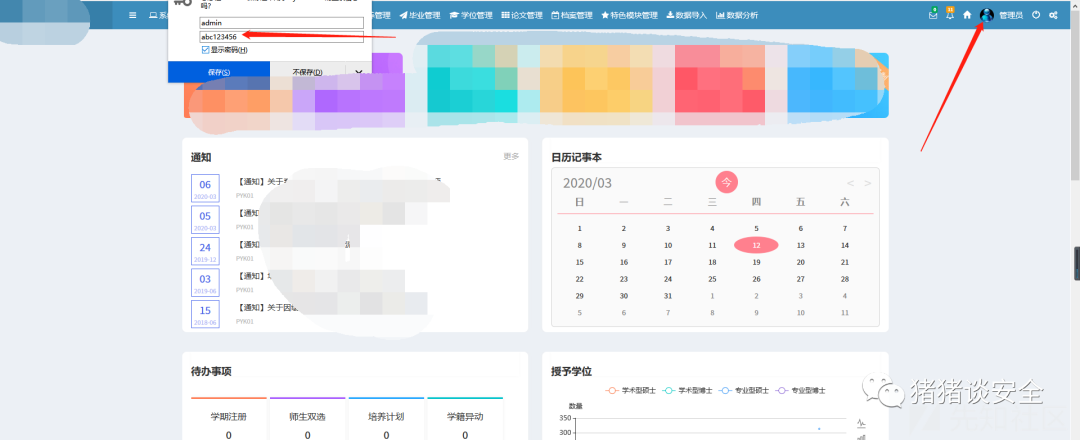 吗?
admin
abc123456
显示密码(H)
保存(S)
不保存(D)
毕业管理
学位管理
论文管理
档案管理
特色模块管理
数据导入
数据分析
管理员
通知
更多
06
2020-03
【通知】关于
PYK01
05
2020-03
【通知】
PYK01
24
2019-12
【通知】
PYK01
03
2019-06
【通知】
PYK01
15
2018-06
【通知】关于因
PYK01
日历记事本
2020/03
今
< >
日 一 二 三 四 五 六
1 2 3 4 5 6 7
8 9 10 11 12 13 14
15 16 17 18 19 20 21
22 23 24 25 26 27 28
29 30 31 1 2 3 4
5 6 7 8 9 10 11
待办事项
学期注册
0
师生双选
0
培养计划
0
学籍异动
0
授予学位
学术型硕士
学术型博士
专业型硕士
专业型博士
数量
350
300
猪猪谈安全